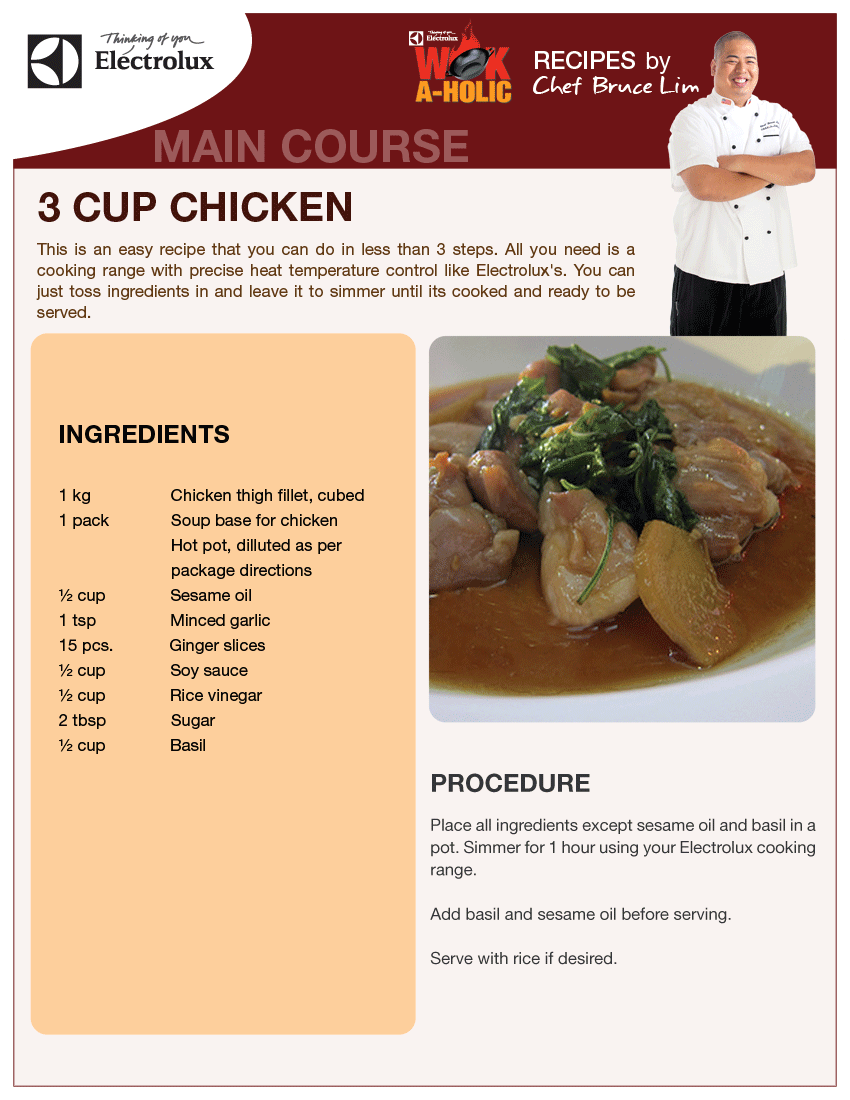 Thinking of you
Electrolux
Thinking of you
Electrolux
WOK
A-HOLIC
RECIPES by
Chef Bruce Lim
MAIN COURSE
3 CUP CHICKEN
This is an easy recipe that you can do in less than 3 steps. All you need is a
cooking range with precise heat temperature control like Electrolux's. You can
just toss ingredients in and leave it to simmer until its cooked and ready to be
served.
INGREDIENTS
1 kg Chicken thigh fillet, cubed
1 pack Soup base for chicken
Hot pot, dilluted as per
package directions
½ cup Sesame oil
1 tsp Minced garlic
15 pcs. Ginger slices
½ cup Soy sauce
½ cup Rice vinegar
2 tbsp Sugar
½ cup Basil
PROCEDURE
Place all ingredients except sesame oil and basil in a
pot. Simmer for 1 hour using your Electrolux cooking
range.
Add basil and sesame oil before serving.
Serve with rice if desired.